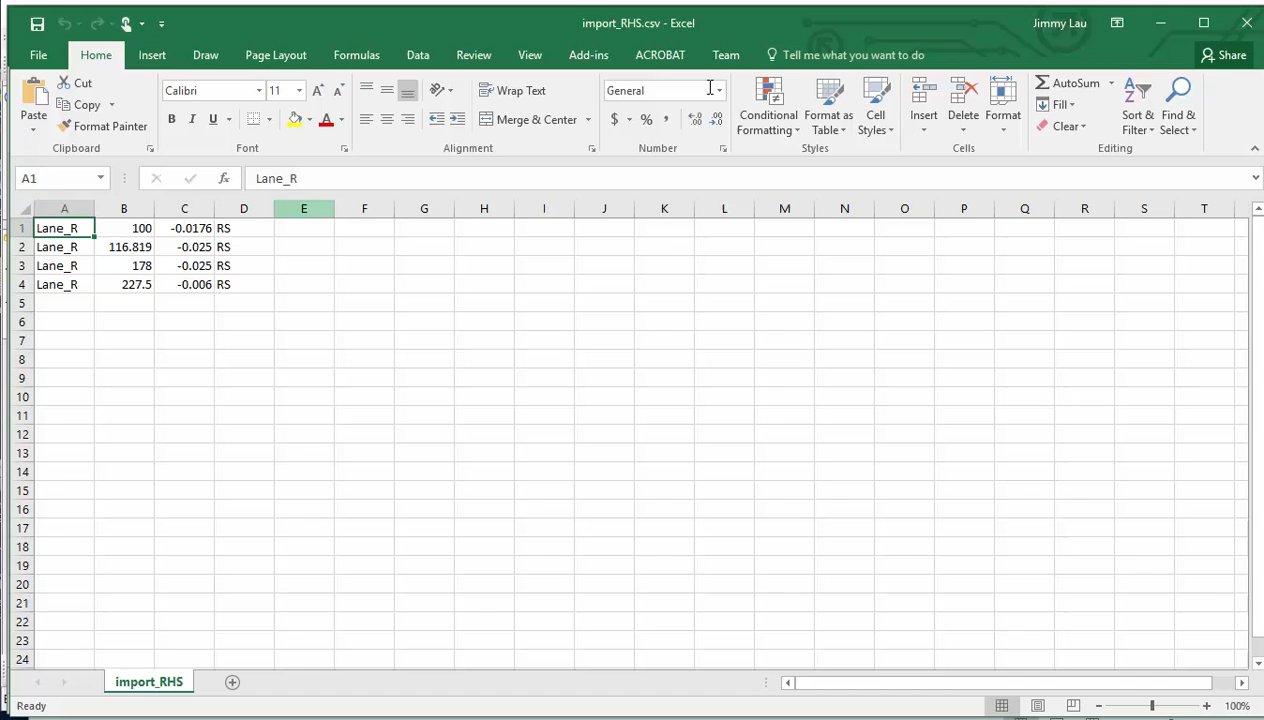 import_RHS.csv - Excel
Jimmy Lau
File Home Insert Draw Page Layout Formulas Data Review View Add-ins ACROBAT Team Tell me what you want to do Share
Paste
Cut
Copy
Format Painter
Clipboard
Calibri 11
B I U
Font
Wrap Text
Merge & Center
Alignment
General
$ % ,
Number
Conditional Formatting
Format as Table
Cell Styles
Styles
Insert
Delete
Format
Cells
AutoSum
Fill
Clear
Sort & Filter
Find & Select
Editing
A1 fx Lane_R
A B C D E F G H I J K L M N O P Q R S T
1 Lane_R 100 -0.0176 RS
2 Lane_R 116.819 -0.025 RS
3 Lane_R 178 -0.025 RS
4 Lane_R 227.5 -0.006 RS
5
6
7
8
9
10
11
12
13
14
15
16
17
18
19
20
21
22
23
24
import_RHS
Ready
100%